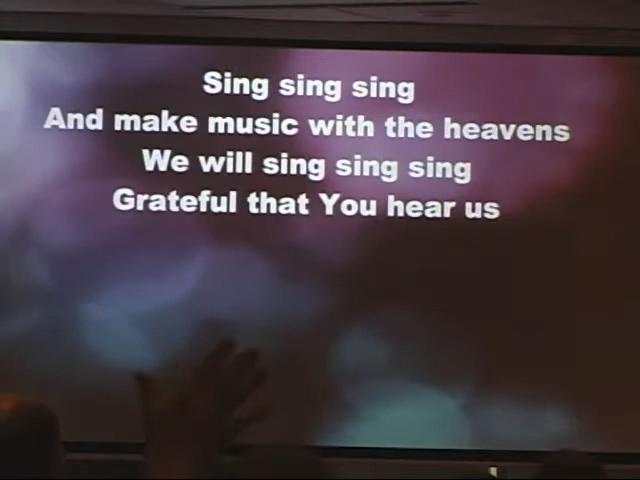 Sing sing sing
And make music with the heavens
We will sing sing sing
Grateful that You hear us